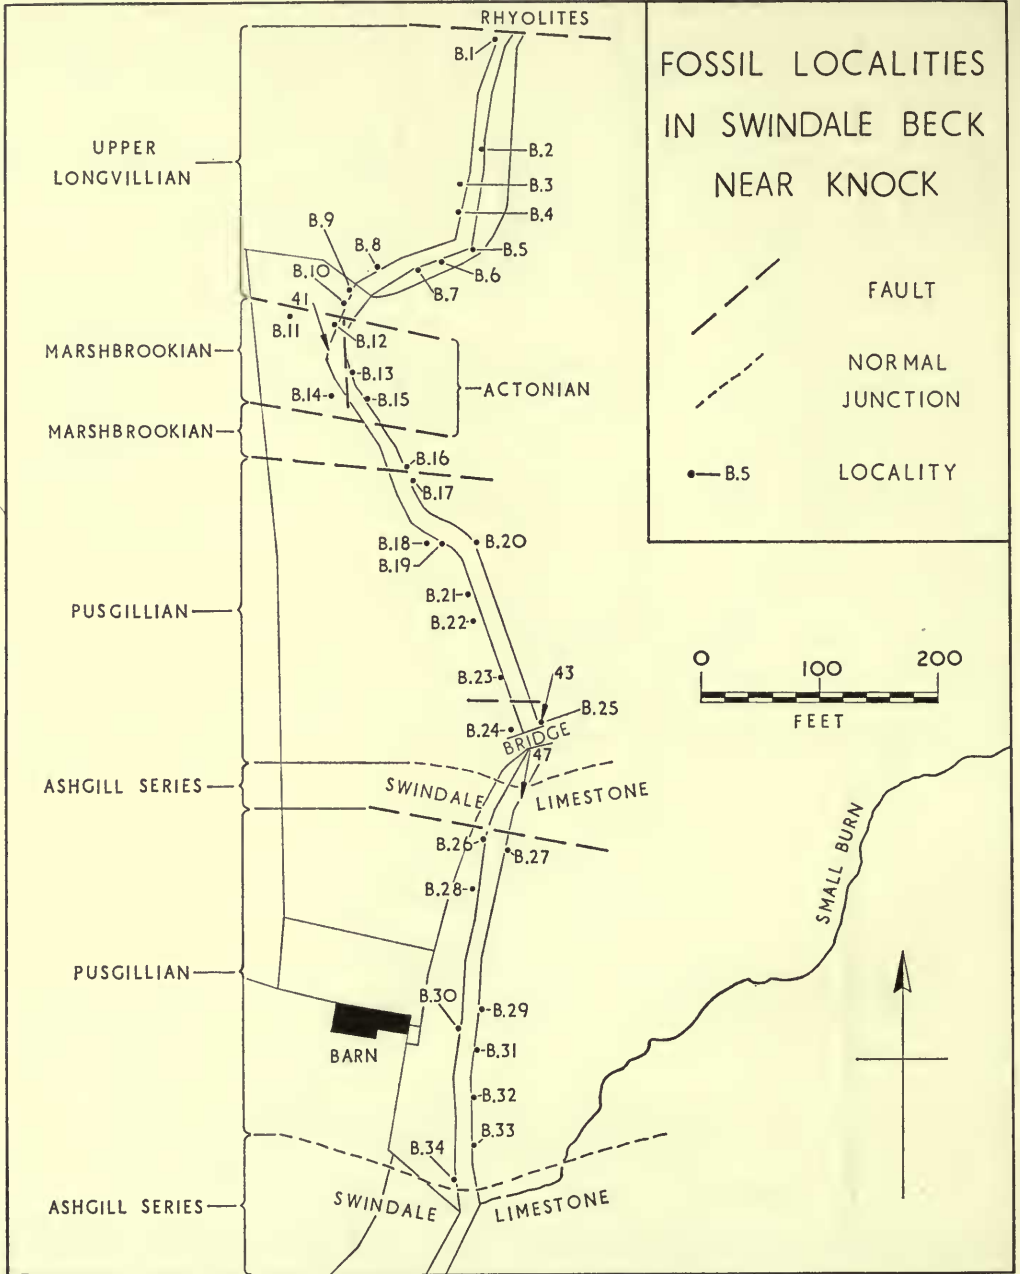 RHYOLITES
B.1
FOSSIL LOCALITIES
IN SWINDALE BECK
NEAR KNOCK
UPPER
LONGVILLIAN
B.2
B.3
B.4
B.9
B.8
B.5
B.6
B.7
B.10
41
B.11
B.12
FAULT
NORMAL
JUNCTION
B.5
LOCALITY
MARSHBROOKIAN
B.13
B.14
B.15
ACTONIAN
MARSHBROOKIAN
B.16
B.17
B.18
B.19
B.20
PUSGILLIAN
B.21
B.22
B.23
43
B.24
B.25
BRIDGE
0 100 200
FEET
47
ASHGILL SERIES
SWINDALE LIMESTONE
B.26
B.27
B.28
SMALL BURN
PUSGILLIAN
B.30
B.29
BARN
B.31
B.32
B.33
B.34
ASHGILL SERIES
SWINDALE LIMESTONE